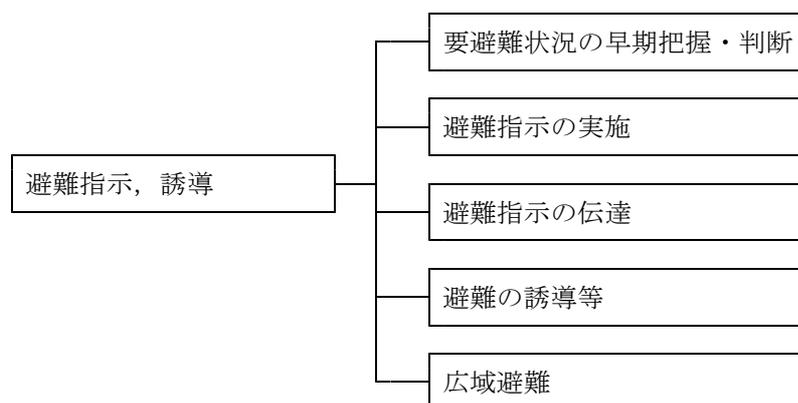 要避難状況の早期把握・判断
避難指示の実施
避難指示，誘導
避難指示の伝達
避難の誘導等
広域避難